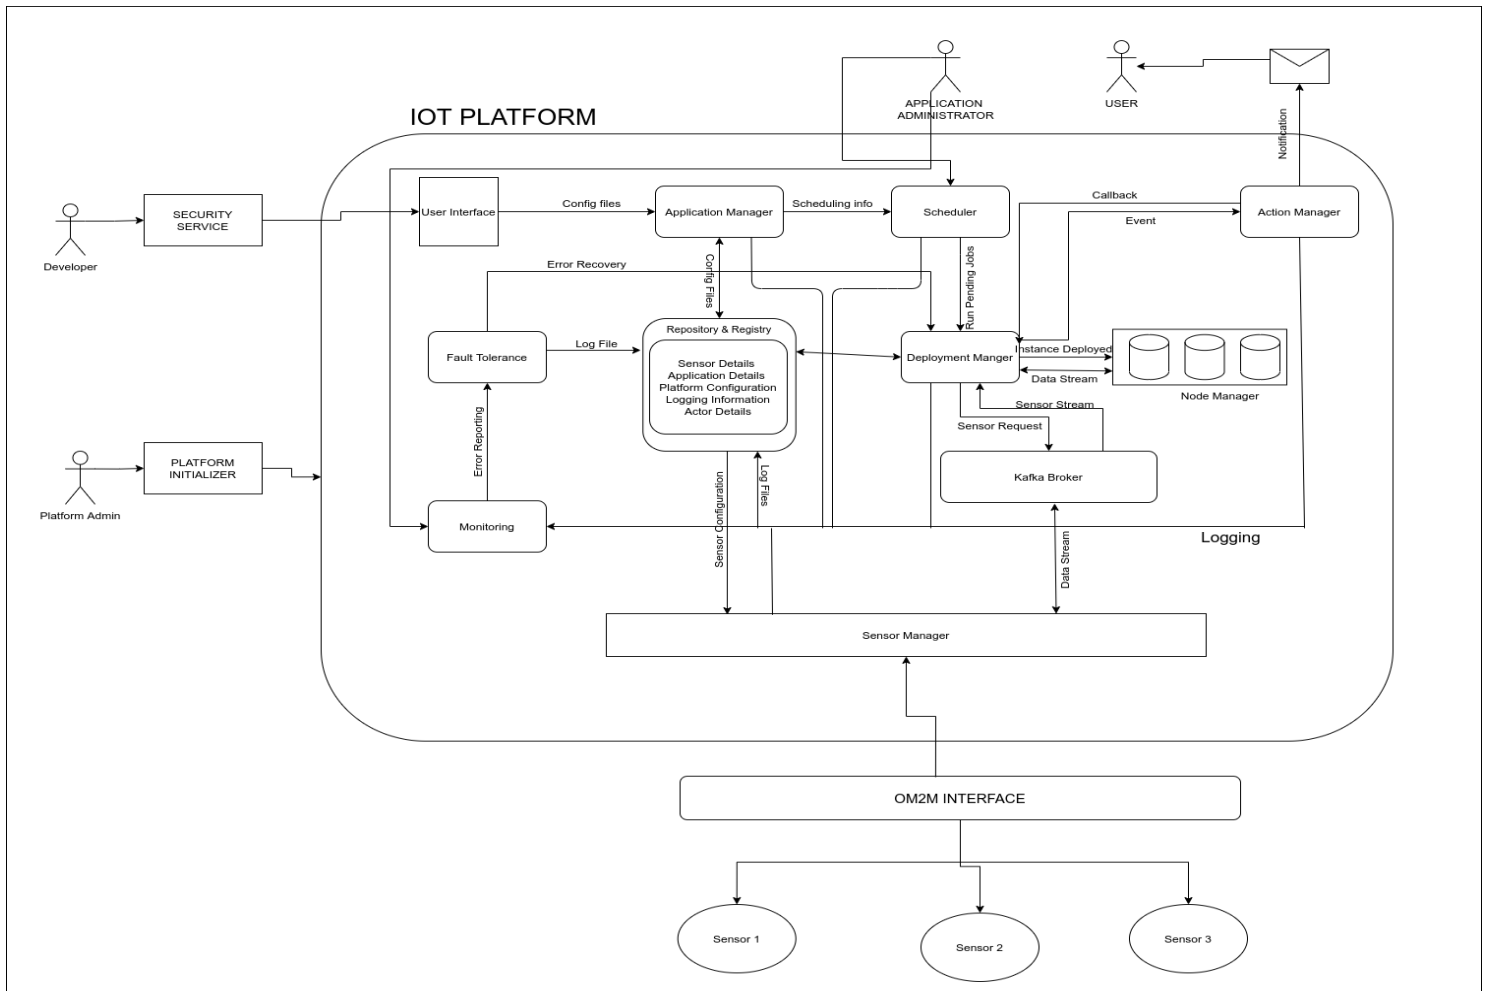 APPLICATION
ADMINISTRATOR
USER
IOT PLATFORM
Notification
Developer
SECURITY
SERVICE
User Interface
Config files
Application Manager
Scheduling info
Scheduler
Callback
Event
Action Manager
Error Recovery
Config Files
Run Pending Jobs
Fault Tolerance
Log File
Repository & Registry
Sensor Details
Application Details
Platform Configuration
Logging Information
Actor Details
Deployment Manger
Instance Deployed
Data Stream
Node Manager
Sensor Stream
Sensor Request
Platform Admin
PLATFORM
INITIALIZER
Error Reporting
Monitoring
Sensor Configuration
Log Files
Kafka Broker
Logging
Data Stream
Sensor Manager
OM2M INTERFACE
Sensor 1
Sensor 2
Sensor 3